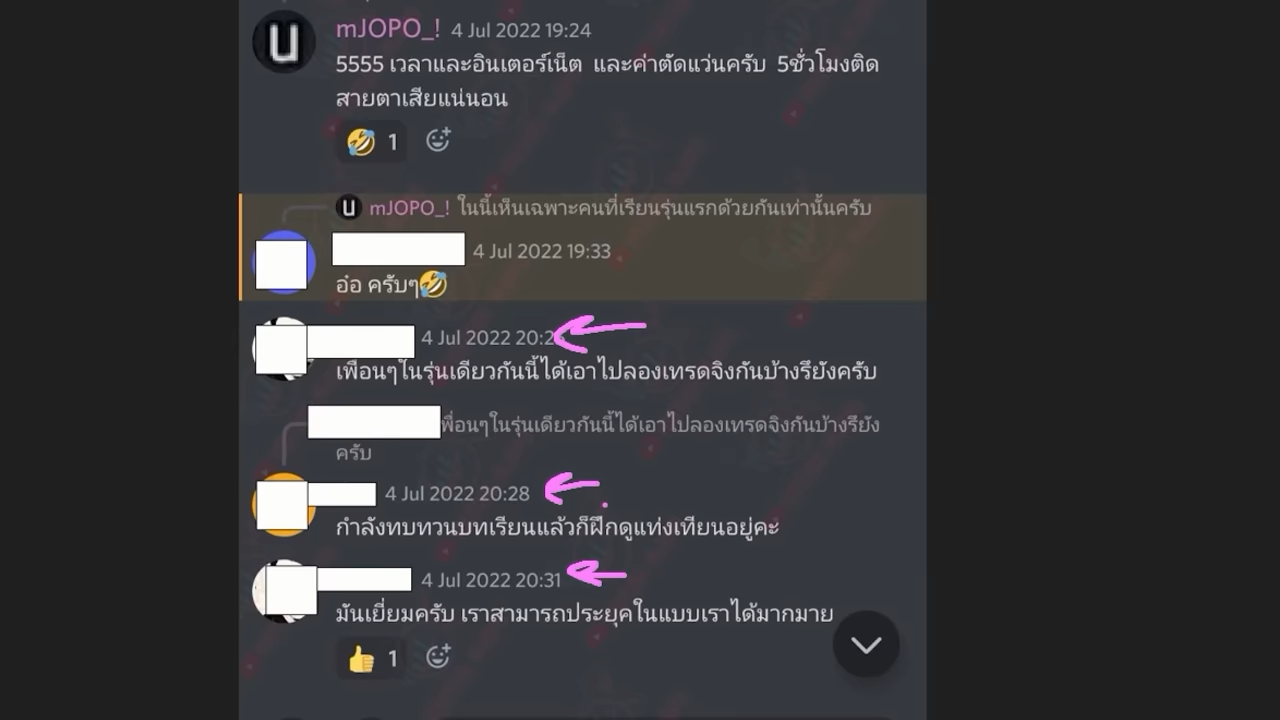 mJOPO_! 4 Jul 2022 19:24
5555 เวลาและอินเตอร์เน็ต และค่าตัดแว่นครับ 5ชั่วโมงติด
สายตาเสียแน่นอน
🤣 1
mJOPO_! ในนี้เห็นเฉพาะคนที่เรียนรุ่นแรกด้วยกันเท่านั้นครับ
4 Jul 2022 19:33
อ๋อ ครับๆ🤣
4 Jul 2022
เพื่อนๆในรุ่นเดียวกันนี้ได้เอาไปลองเทรดจิงกันบ้างรึยังครับ
พื่อนๆในรุ่นเดียวกันนี้ได้เอาไปลองเทรดจิงกันบ้างรึยัง
ครับ
4 Jul 2022 20:28
กำลังทบทวนบทเรียนแล้วก็ฝึกดูแท่งเทียนอยู่คะ
4 Jul 2022 20:31
มันเยี่ยมครับ เราสามารถประยุคในแบบเราได้มากมาย
👍 1